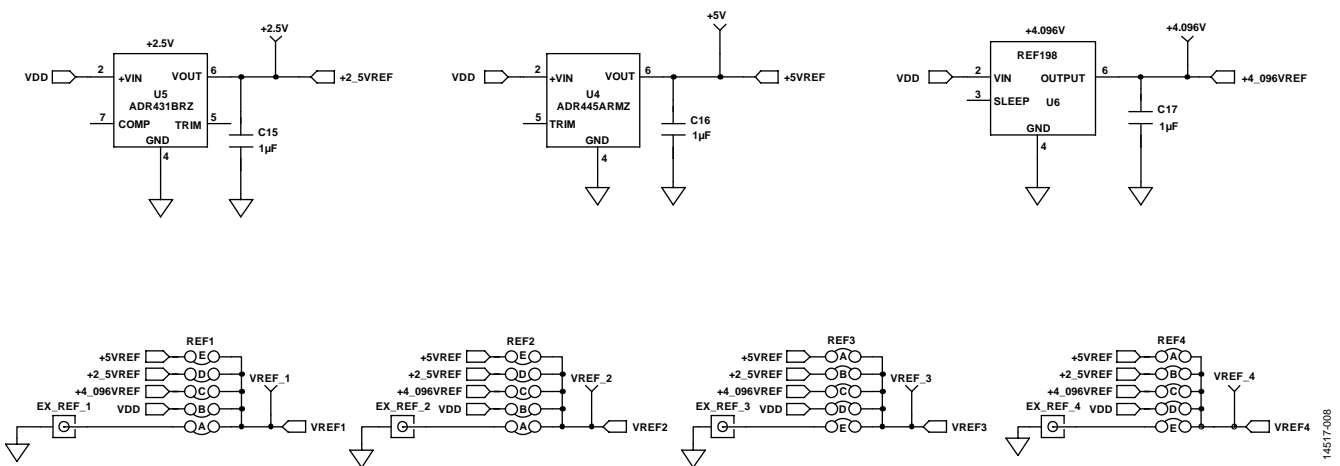 +2.5V
+2.5V
VDD
2
+VIN
VOUT
6
+2_5VREF
U5
ADR431BRZ
7
COMP
TRIM
5
GND
4
C15
1µF
+5V
VDD
2
+VIN
VOUT
6
+5VREF
U4
ADR445ARMZ
5
TRIM
GND
4
C16
1µF
+4.096V
+4.096V
REF198
VDD
2
VIN
OUTPUT
6
+4_096VREF
3
SLEEP
U6
GND
4
C17
1µF
REF1
+5VREF
E
+2_5VREF
D
+4_096VREF
C
VDD
B
EX_REF_1
A
VREF_1
VREF1
REF2
+5VREF
E
+2_5VREF
D
+4_096VREF
C
VDD
B
EX_REF_2
A
VREF_2
VREF2
REF3
+5VREF
A
+2_5VREF
B
+4_096VREF
C
VDD
D
EX_REF_3
E
VREF_3
VREF3
REF4
+5VREF
A
+2_5VREF
B
+4_096VREF
C
VDD
D
EX_REF_4
E
VREF_4
VREF4
14517-008